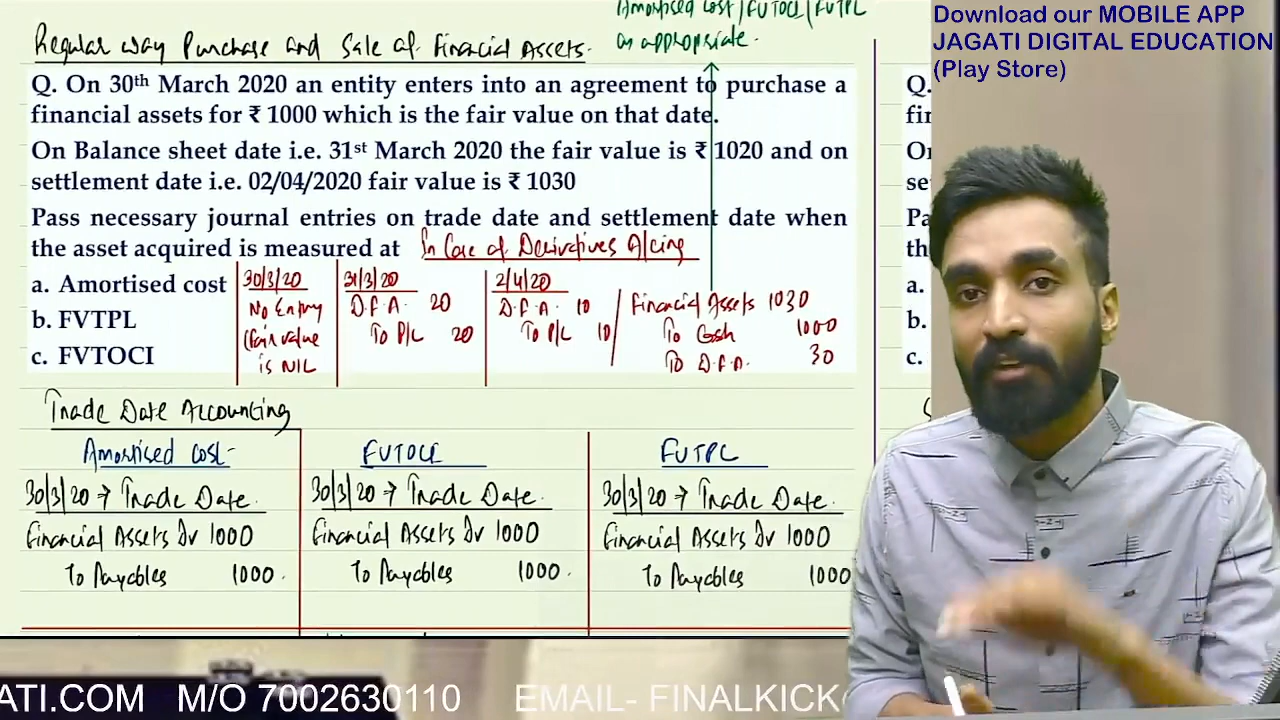 Amortised cost/FVTOCI/FVTPL
as appropriate.
Download our MOBILE APP
JAGATI DIGITAL EDUCATION
(Play Store)
Regular way Purchase and Sale of Financial Assets.
Q. On 30th March 2020 an entity enters into an agreement to purchase a
financial assets for ₹ 1000 which is the fair value on that date.
On Balance sheet date i.e. 31st March 2020 the fair value is ₹ 1020 and on
settlement date i.e. 02/04/2020 fair value is ₹ 1030
Pass necessary journal entries on trade date and settlement date when
the asset acquired is measured at
In Case of Derivatives A/cing
a. Amortised cost
b. FVTPL
c. FVTOCI
30/3/20
No Entry
(Fair value
is NIL
31/3/20
D.F.A. 20
To P/L 20
2/4/20
D.F.A. 10
To P/L 10
Financial Assets 1030
To Cash 1000
To D.F.A. 30
Trade Date Accounting
Amortised cost
30/3/20 → Trade Date.
Financial Assets Dr 1000
To Payables 1000.
FVTOCI
30/3/20 → Trade Date.
Financial Assets Dr 1000
To Payables 1000.
FVTPL
30/3/20 → Trade Date.
Financial Assets Dr 1000
To Payables 1000
Q.
fin
On
se
Pa
th
a.
b.
c.
ATI.COM M/O 7002630110 EMAIL- FINALKICK